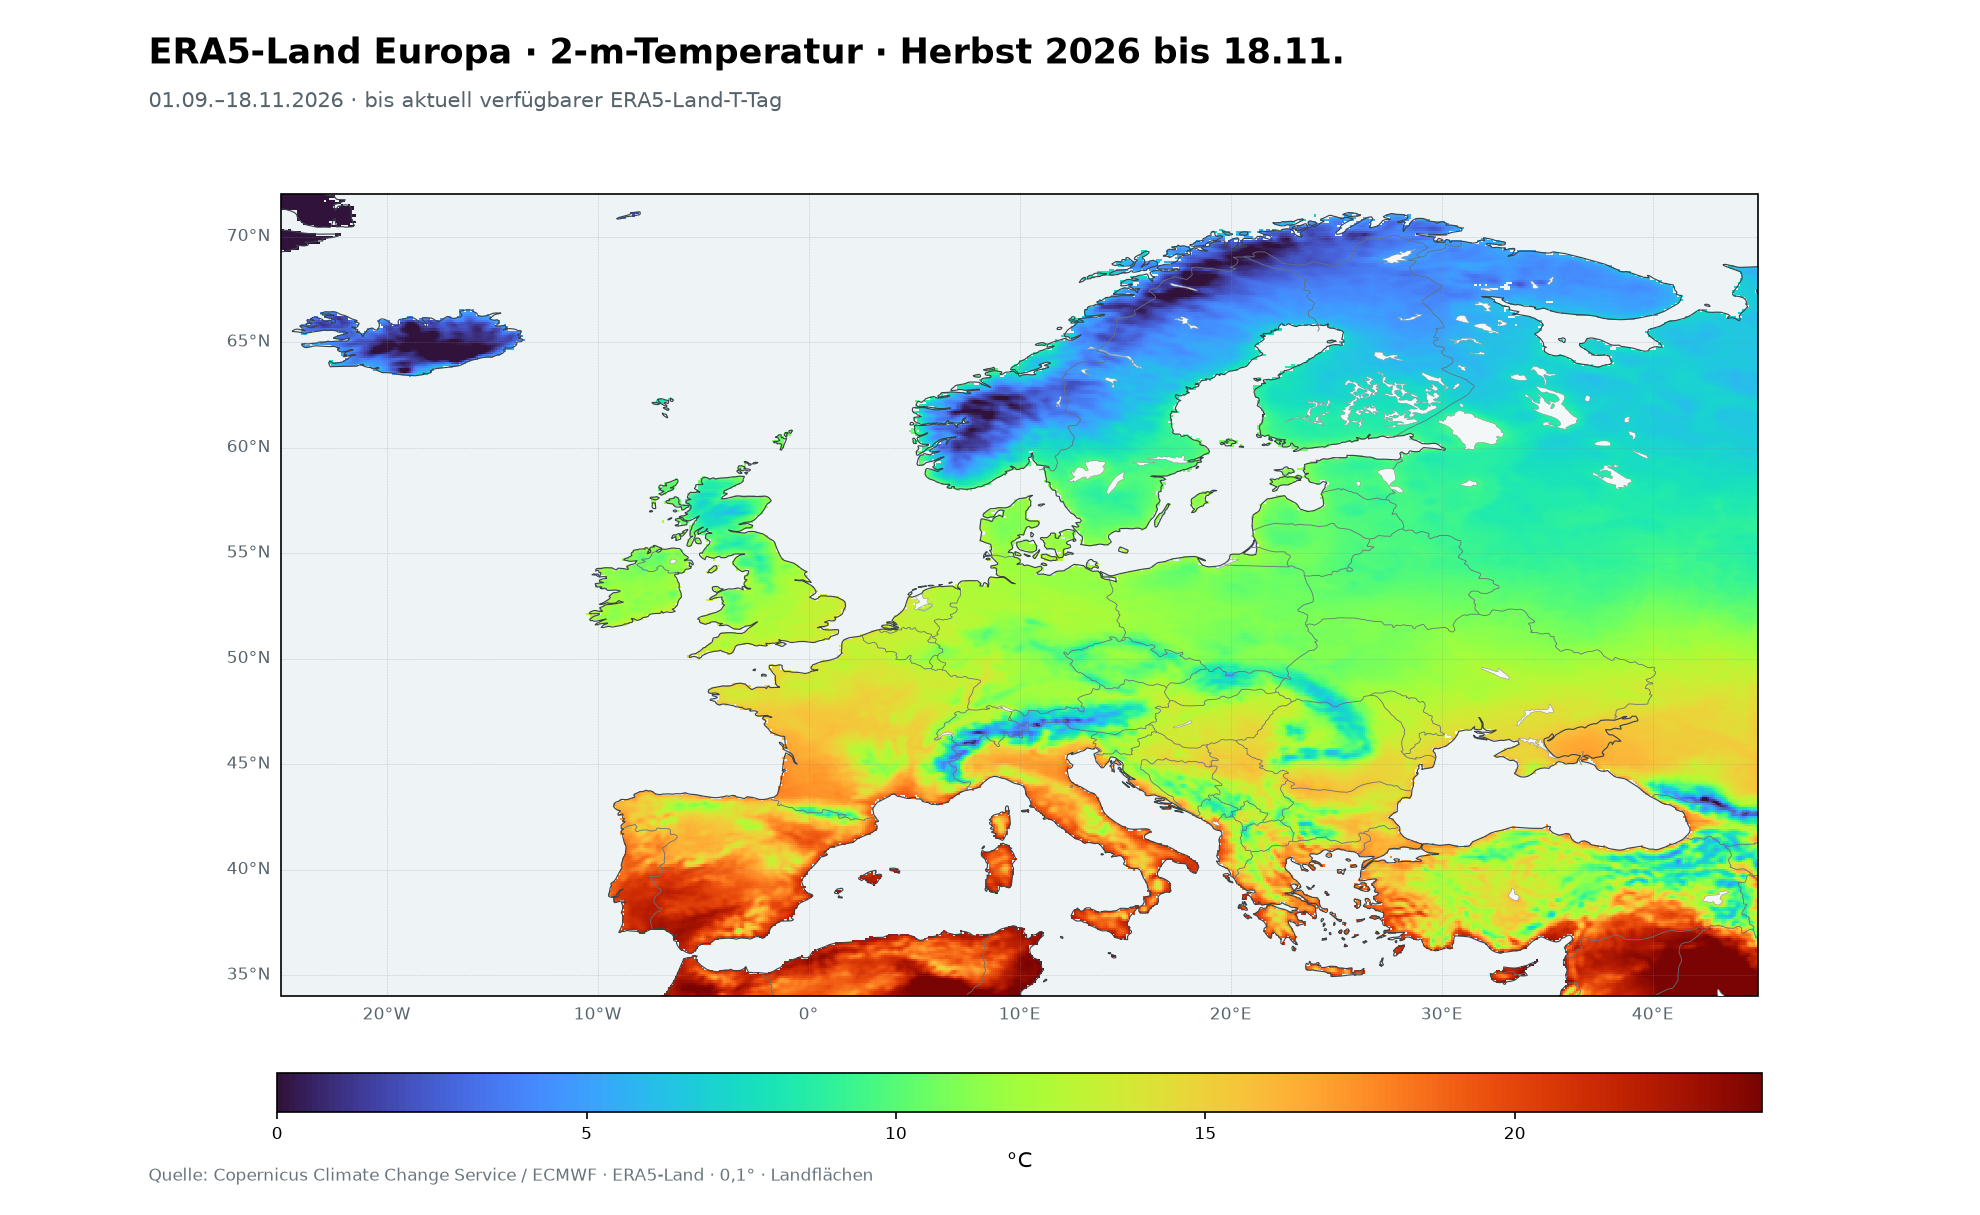 ERA5-Land Europa · 2-m-Temperatur · Herbst 2026 bis 18.11.
01.09.–18.11.2026 · bis aktuell verfügbarer ERA5-Land-T-Tag
70°N
65°N
60°N
55°N
50°N
45°N
40°N
35°N
20°W 10°W 0° 10°E 20°E 30°E 40°E
0 5 10 15 20
°C
Quelle: Copernicus Climate Change Service / ECMWF · ERA5-Land · 0,1° · Landflächen